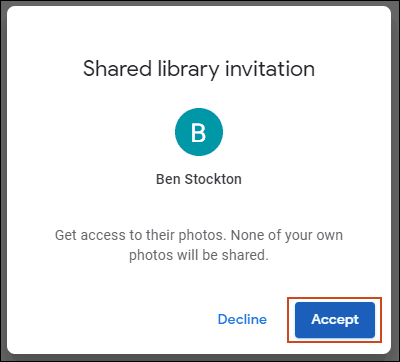 Shared library invitation
B
Ben Stockton
Get access to their photos. None of your own
photos will be shared.
Decline
Accept